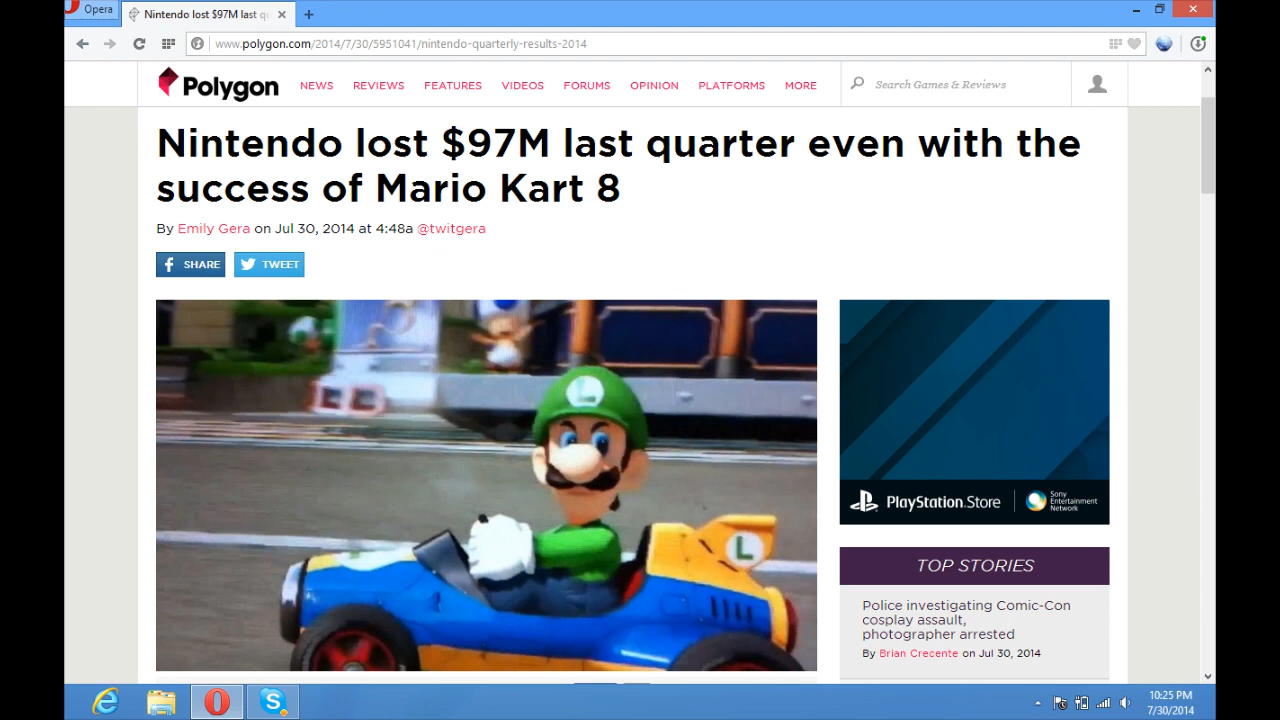 Opera
Nintendo lost $97M last qu
www.polygon.com/2014/7/30/5951041/nintendo-quarterly-results-2014
Polygon
NEWS REVIEWS FEATURES VIDEOS FORUMS OPINION PLATFORMS MORE
Search Games & Reviews
Nintendo lost $97M last quarter even with the
success of Mario Kart 8
By Emily Gera on Jul 30, 2014 at 4:48a @twitgera
SHARE TWEET
L
L
PlayStation Store
Sony
Entertainment
Network
TOP STORIES
Police investigating Comic-Con
cosplay assault,
photographer arrested
By Brian Crecente on Jul 30, 2014
10:25 PM
7/30/2014